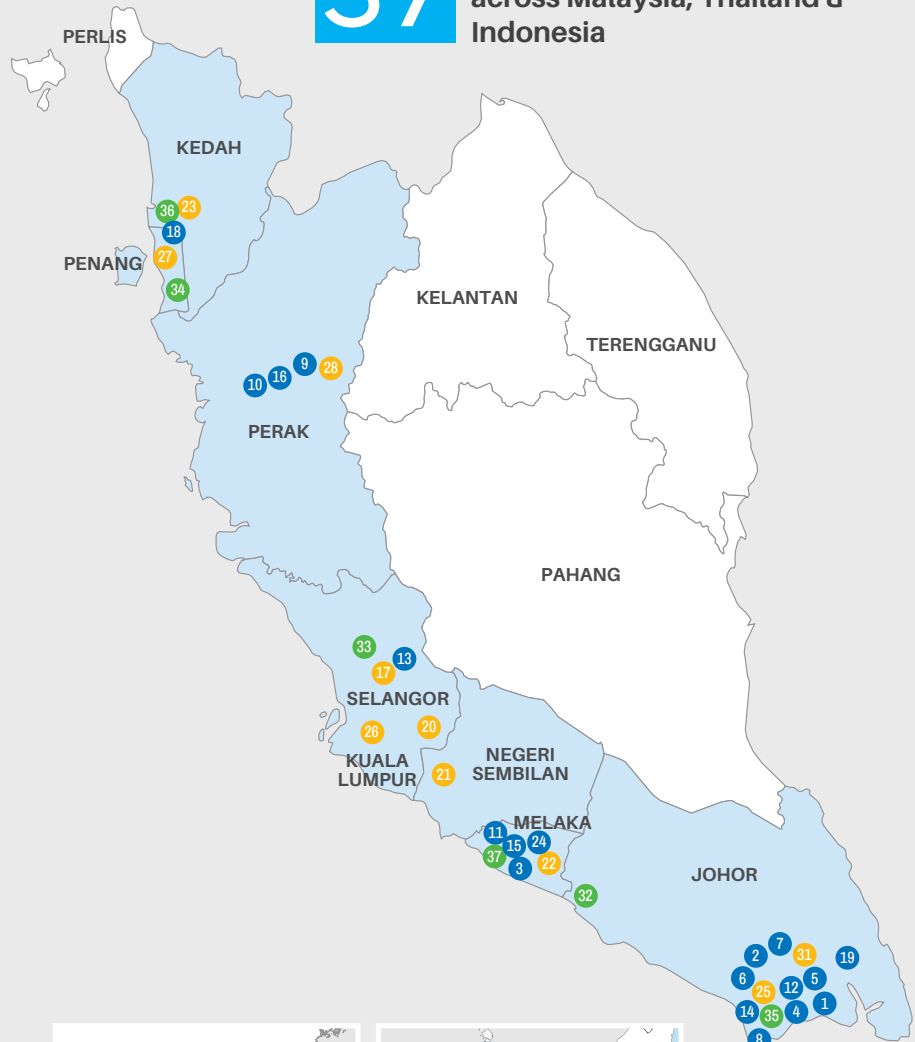 37
across Malaysia, Thailand &
Indonesia
PERLIS
KEDAH
36
23
18
PENANG
27
34
KELANTAN
TERENGGANU
9
28
16
10
PERAK
PAHANG
33
13
17
SELANGOR
20
26
KUALA
LUMPUR
21
NEGERI
SEMBILAN
MELAKA
11
24
15
37
22
3
32
JOHOR
7
2
31
19
6
5
12
25
1
14
35
4
8